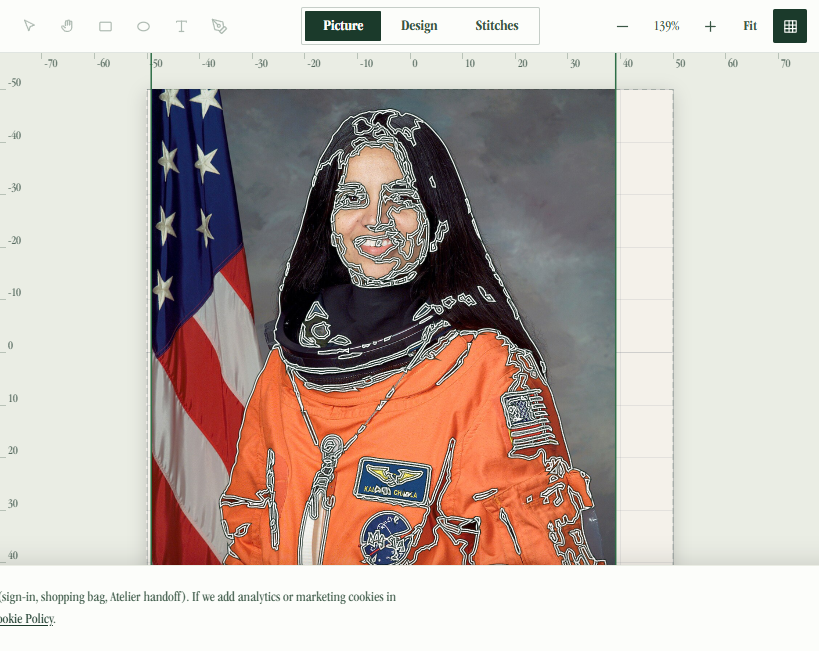 Picture
Design
Stitches
139%
Fit
-70 -60 -50 -40 -30 -20 -10 0 10 20 30 40 50 60 70
-50
-40
-30
-20
-10
0
10
20
30
40
(sign-in, shopping bag, Atelier handoff). If we add analytics or marketing cookies in
ookie Policy.